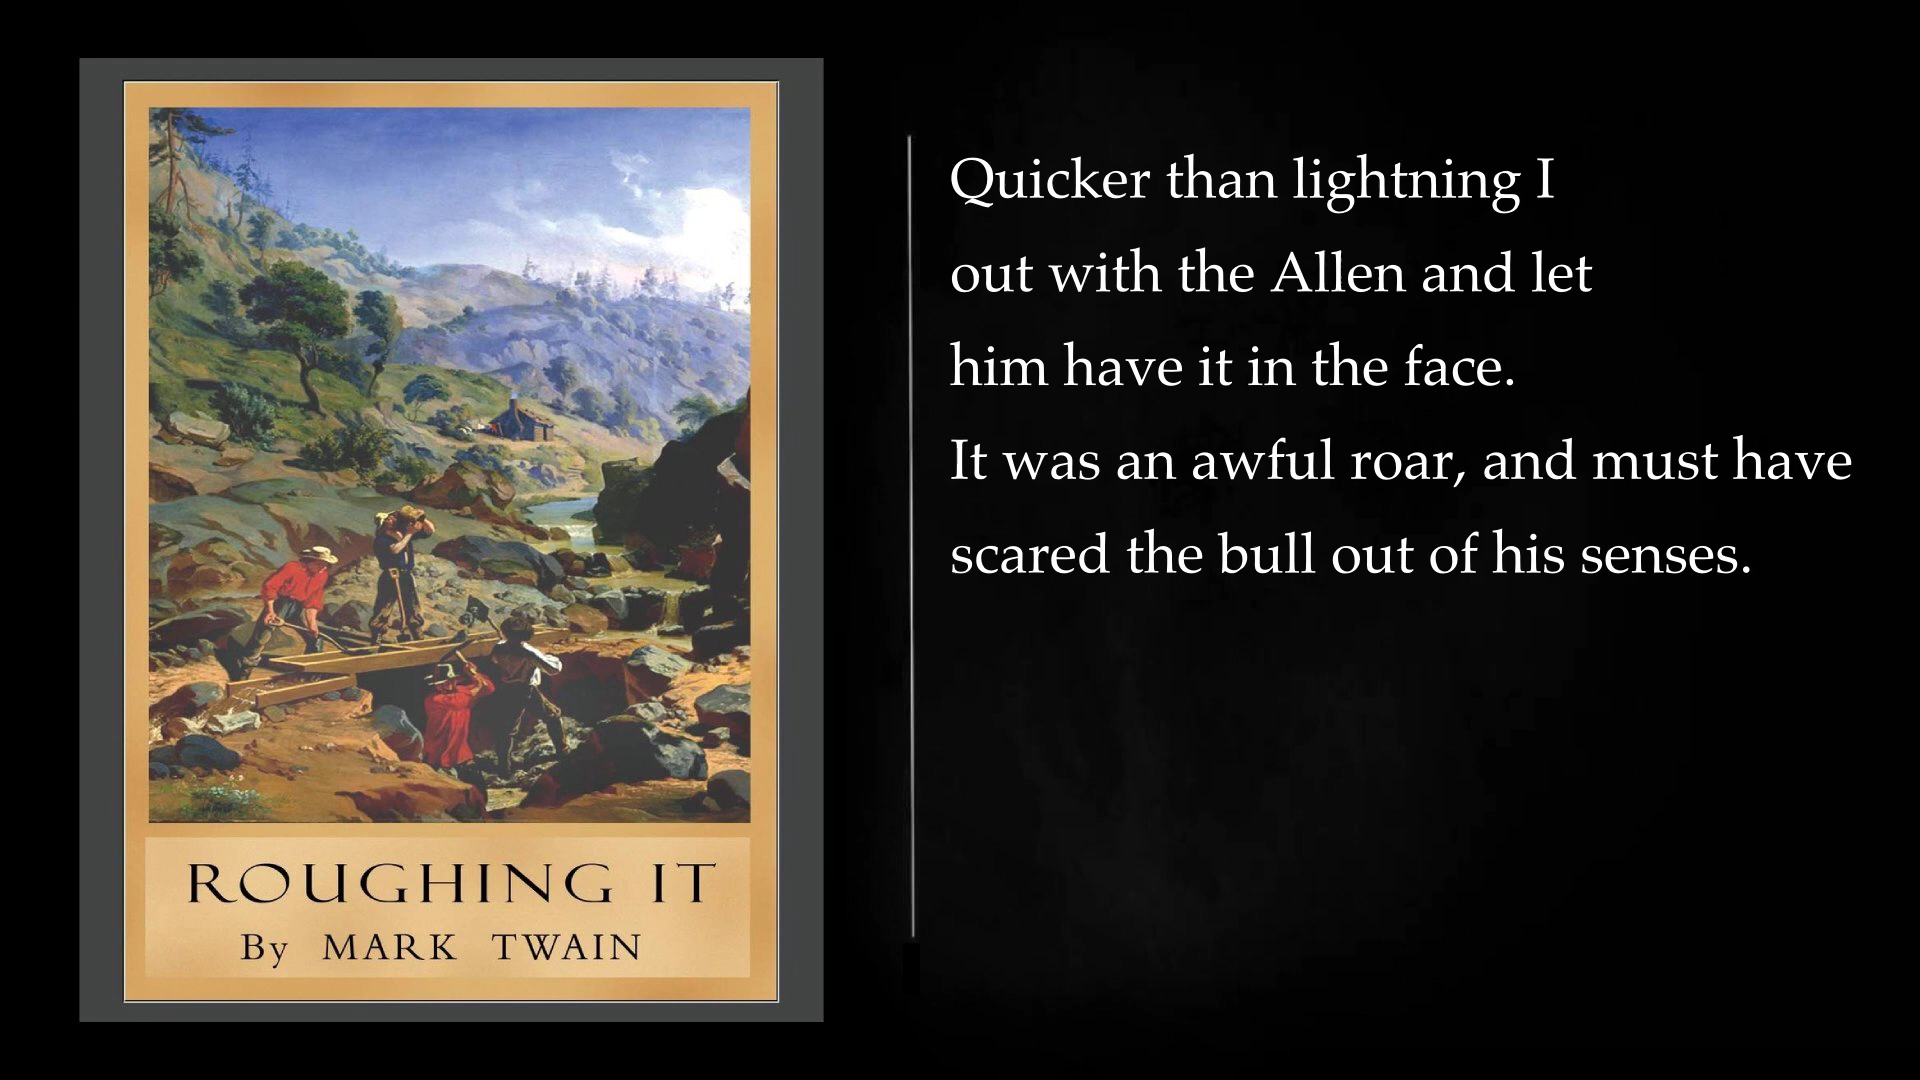 ROUGHING IT
By MARK TWAIN
Quicker than lightning I
out with the Allen and let
him have it in the face.
It was an awful roar, and must have
scared the bull out of his senses.